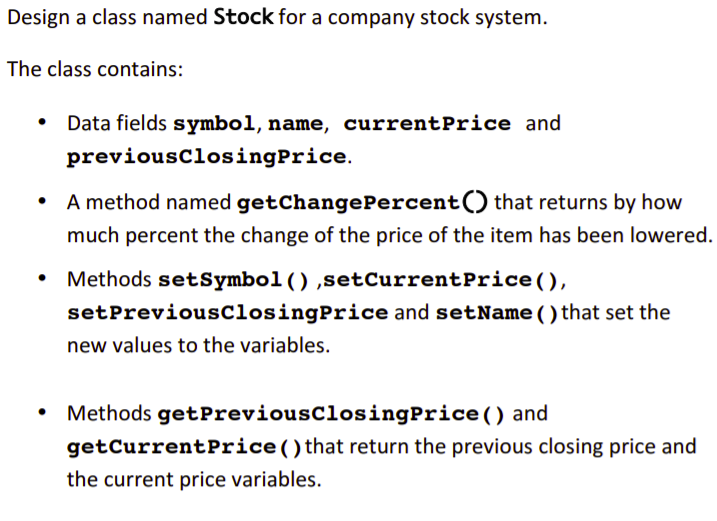 Design a class named Stock for a company stock system.
The class contains:
• Data fields symbol, name, currentPrice and
previousClosingPrice.
• A method named getChangePercent() that returns by how
much percent the change of the price of the item has been lowered.
• Methods setSymbol() ,setCurrentPrice(),
setPreviousClosingPrice and setName()that set the
new values to the variables.
• Methods getPreviousClosingPrice() and
getCurrentPrice()that return the previous closing price and
the current price variables.